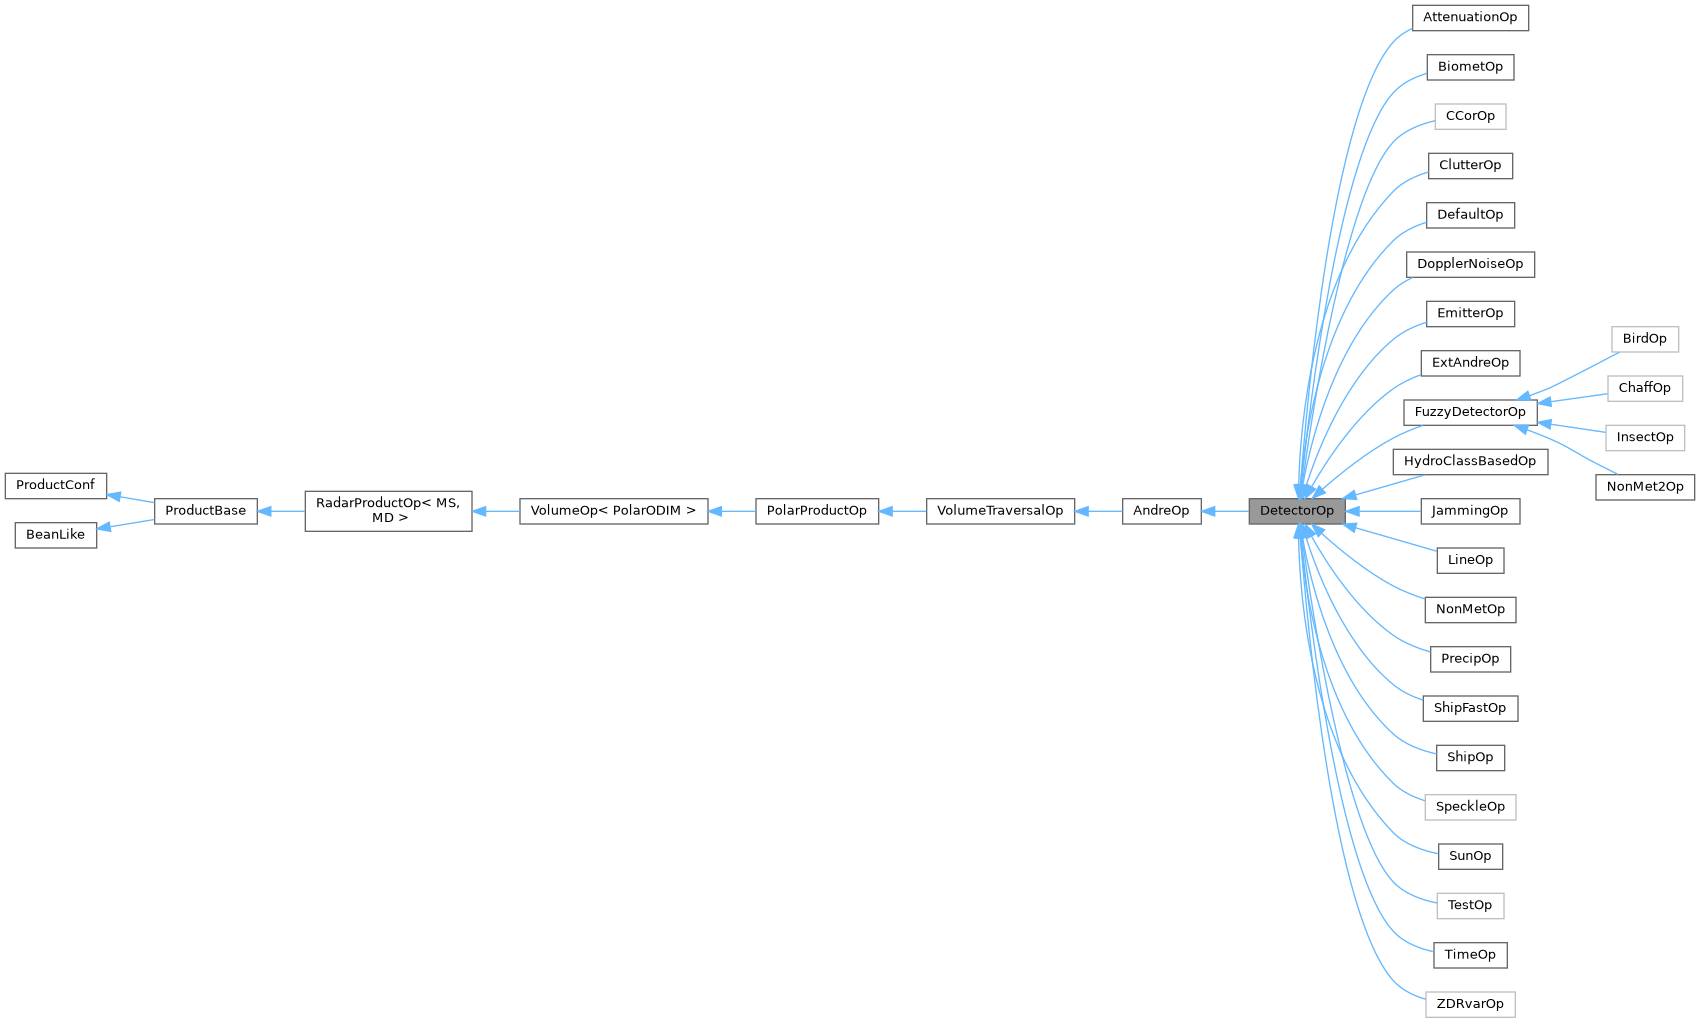 ProductConf
BeanLike
ProductBase
RadarProductOp< MS,
MD >
VolumeOp< PolarODIM >
PolarProductOp
VolumeTraversalOp
AndreOp
DetectorOp
AttenuationOp
BiometOp
CCorOp
ClutterOp
DefaultOp
DopplerNoiseOp
EmitterOp
ExtAndreOp
FuzzyDetectorOp
HydroClassBasedOp
JammingOp
LineOp
NonMetOp
PrecipOp
ShipFastOp
ShipOp
SpeckleOp
SunOp
TestOp
TimeOp
ZDRvarOp
BirdOp
ChaffOp
InsectOp
NonMet2Op